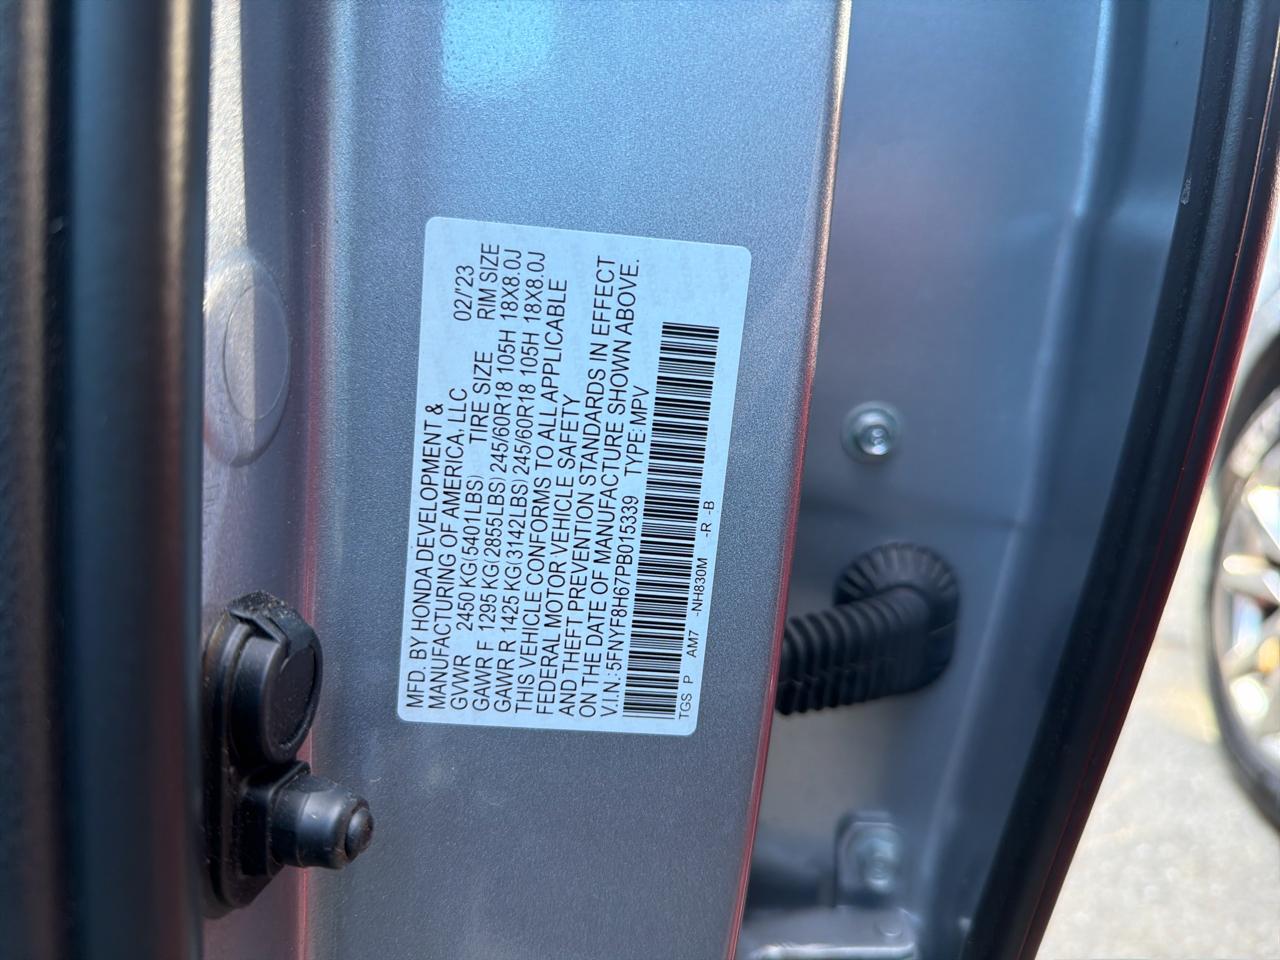 MFD. BY HONDA DEVELOPMENT &
MANUFACTURING OF AMERICA, LLC 02/'23
GVWR 2450 KG(5401LBS) TIRE SIZE RIM SIZE
GAWR F 1295 KG(2855LBS) 245/60R18 105H 18X8.0J
GAWR R 1425 KG(3142LBS) 245/60R18 105H 18X8.0J
THIS VEHICLE CONFORMS TO ALL APPLICABLE
FEDERAL MOTOR VEHICLE SAFETY
AND THEFT PREVENTION STANDARDS IN EFFECT
ON THE DATE OF MANUFACTURE SHOWN ABOVE.
V.I.N.:5FNYF8H67PB015339 TYPE:MPV
TGS P AM7 -NH830M -R -B